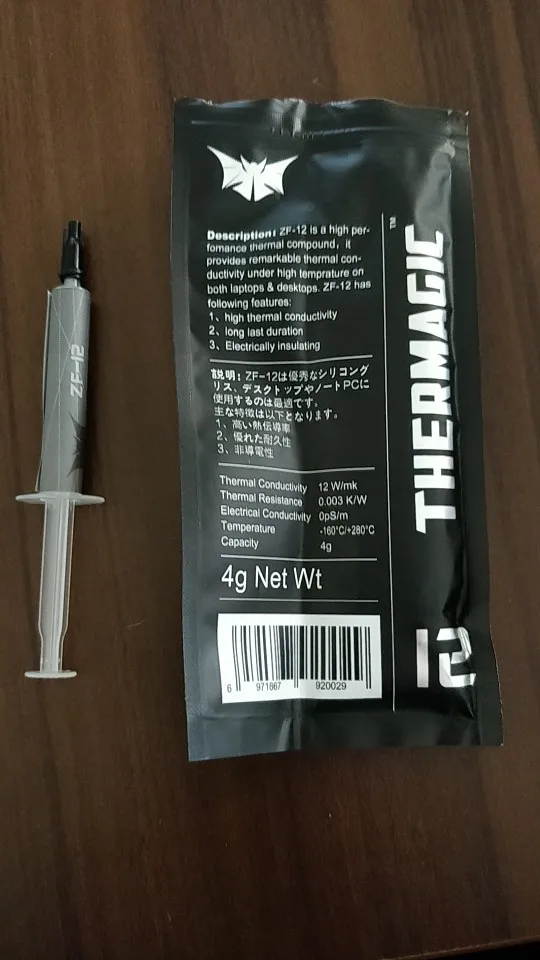 ZF-12
Description: ZF-12 is a high per-
fomance thermal compound, it
provides remarkable thermal con-
ductivity under high temprature on
both laptops & desktops. ZF-12 has
following features:
1、high thermal conductivity
2、long last duration
3、Electrically insulating
説明: ZF-12は優秀なシリコング
リス、デスクトップやノートPCに
使用するのは最適です。
主な特徴は以下となります。
1、高い熱伝導率
2、優れた耐久性
3、非導電性
Thermal Conductivity 12 W/mk
Thermal Resistance 0.003 K/W
Electrical Conductivity 0pS/m
Temperature -160°C/+280°C
Capacity 4g
4g Net Wt
6 971867 920029
THERMAGIC™
12